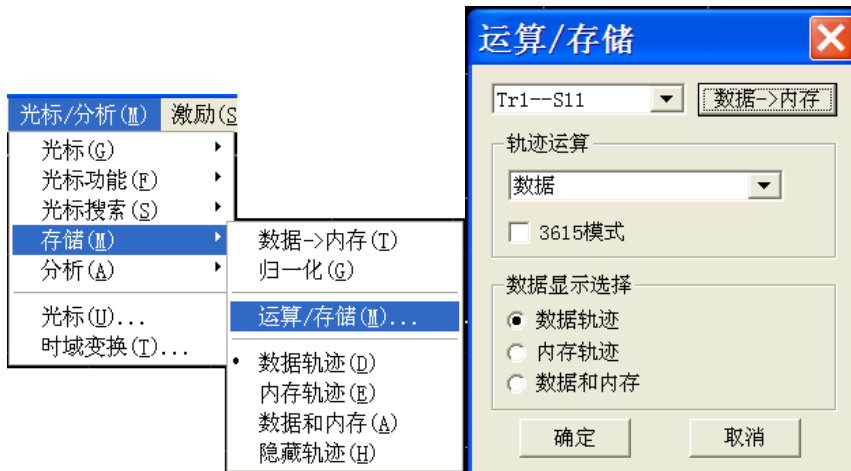 光标/分析(M) 激励(S
光标(G)
光标功能(F)
光标搜索(S)
存储(M)
分析(A)
光标(U)...
时域变换(T)...
数据->内存(T)
归一化(G)
运算/存储(M)...
数据轨迹(D)
内存轨迹(E)
数据和内存(A)
隐藏轨迹(H)
运算/存储
Tr1--S11
数据->内存
轨迹运算
数据
3615模式
数据显示选择
数据轨迹
内存轨迹
数据和内存
确定 取消